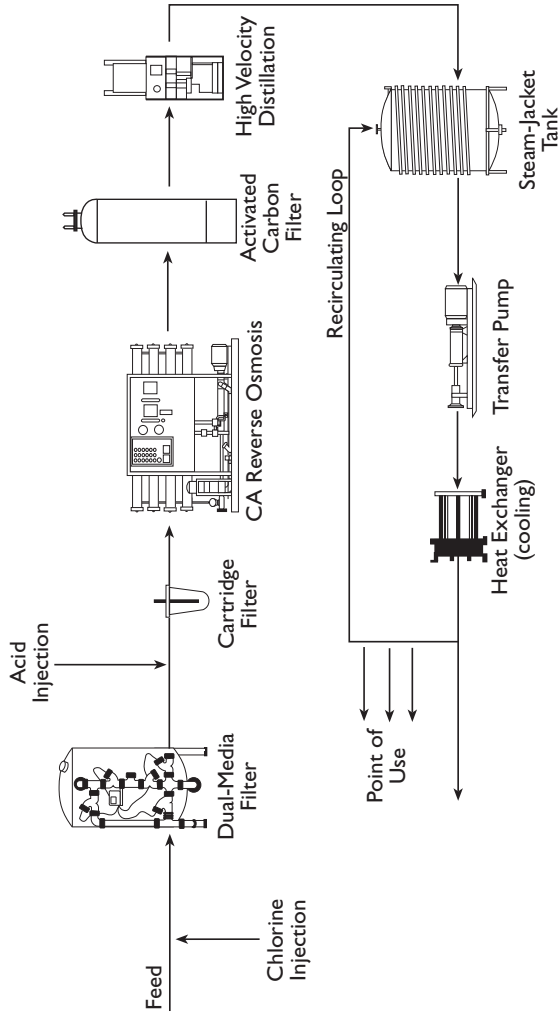 Feed
Chlorine
Injection
Dual-Media
Filter
Acid
Injection
Cartridge
Filter
CA Reverse Osmosis
Activated
Carbon
Filter
High Velocity
Distillation
Steam-Jacket
Tank
Recirculating Loop
Transfer Pump
Heat Exchanger
(cooling)
Point of
Use